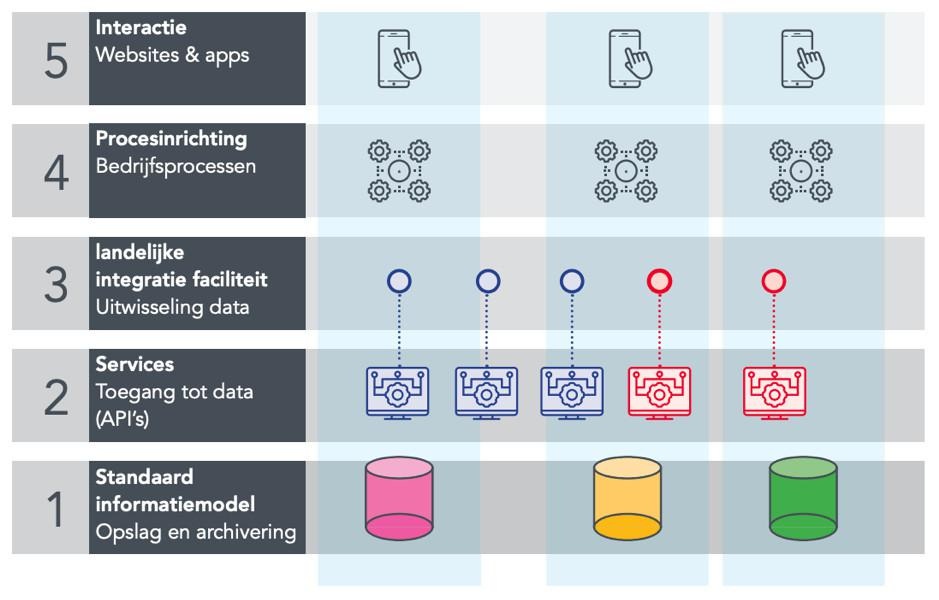 5
Interactie
Websites & apps
4
Procesinrichting
Bedrijfsprocessen
3
landelijke
integratie faciliteit
Uitwisseling data
2
Services
Toegang tot data
(API's)
1
Standaard
informatiemodel
Opslag en archivering